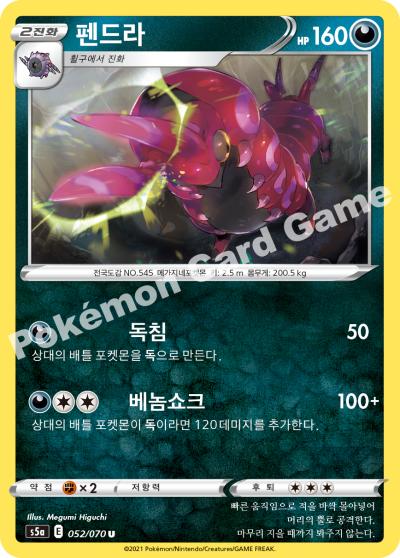 2진화 펜드라 HP 160
휠구에서 진화
전국도감 NO.545 메가지네포켓몬 키: 2.5 m 몸무게: 200.5 kg
독침 50
상대의 배틀 포켓몬을 독으로 만든다.
베놈쇼크 100+
상대의 배틀 포켓몬이 독이라면 120데미지를 추가한다.
약점 ×2 저항력 후퇴
Illus. Megumi Higuchi
s5a E 052/070 U
빠른 움직임으로 적을 바싹 몰아넣어
머리의 뿔로 공격한다.
마무리 지을 때까지 봐주지 않는다.
©2021 Pokémon/Nintendo/Creatures/GAME FREAK.
Pokémon Card Game